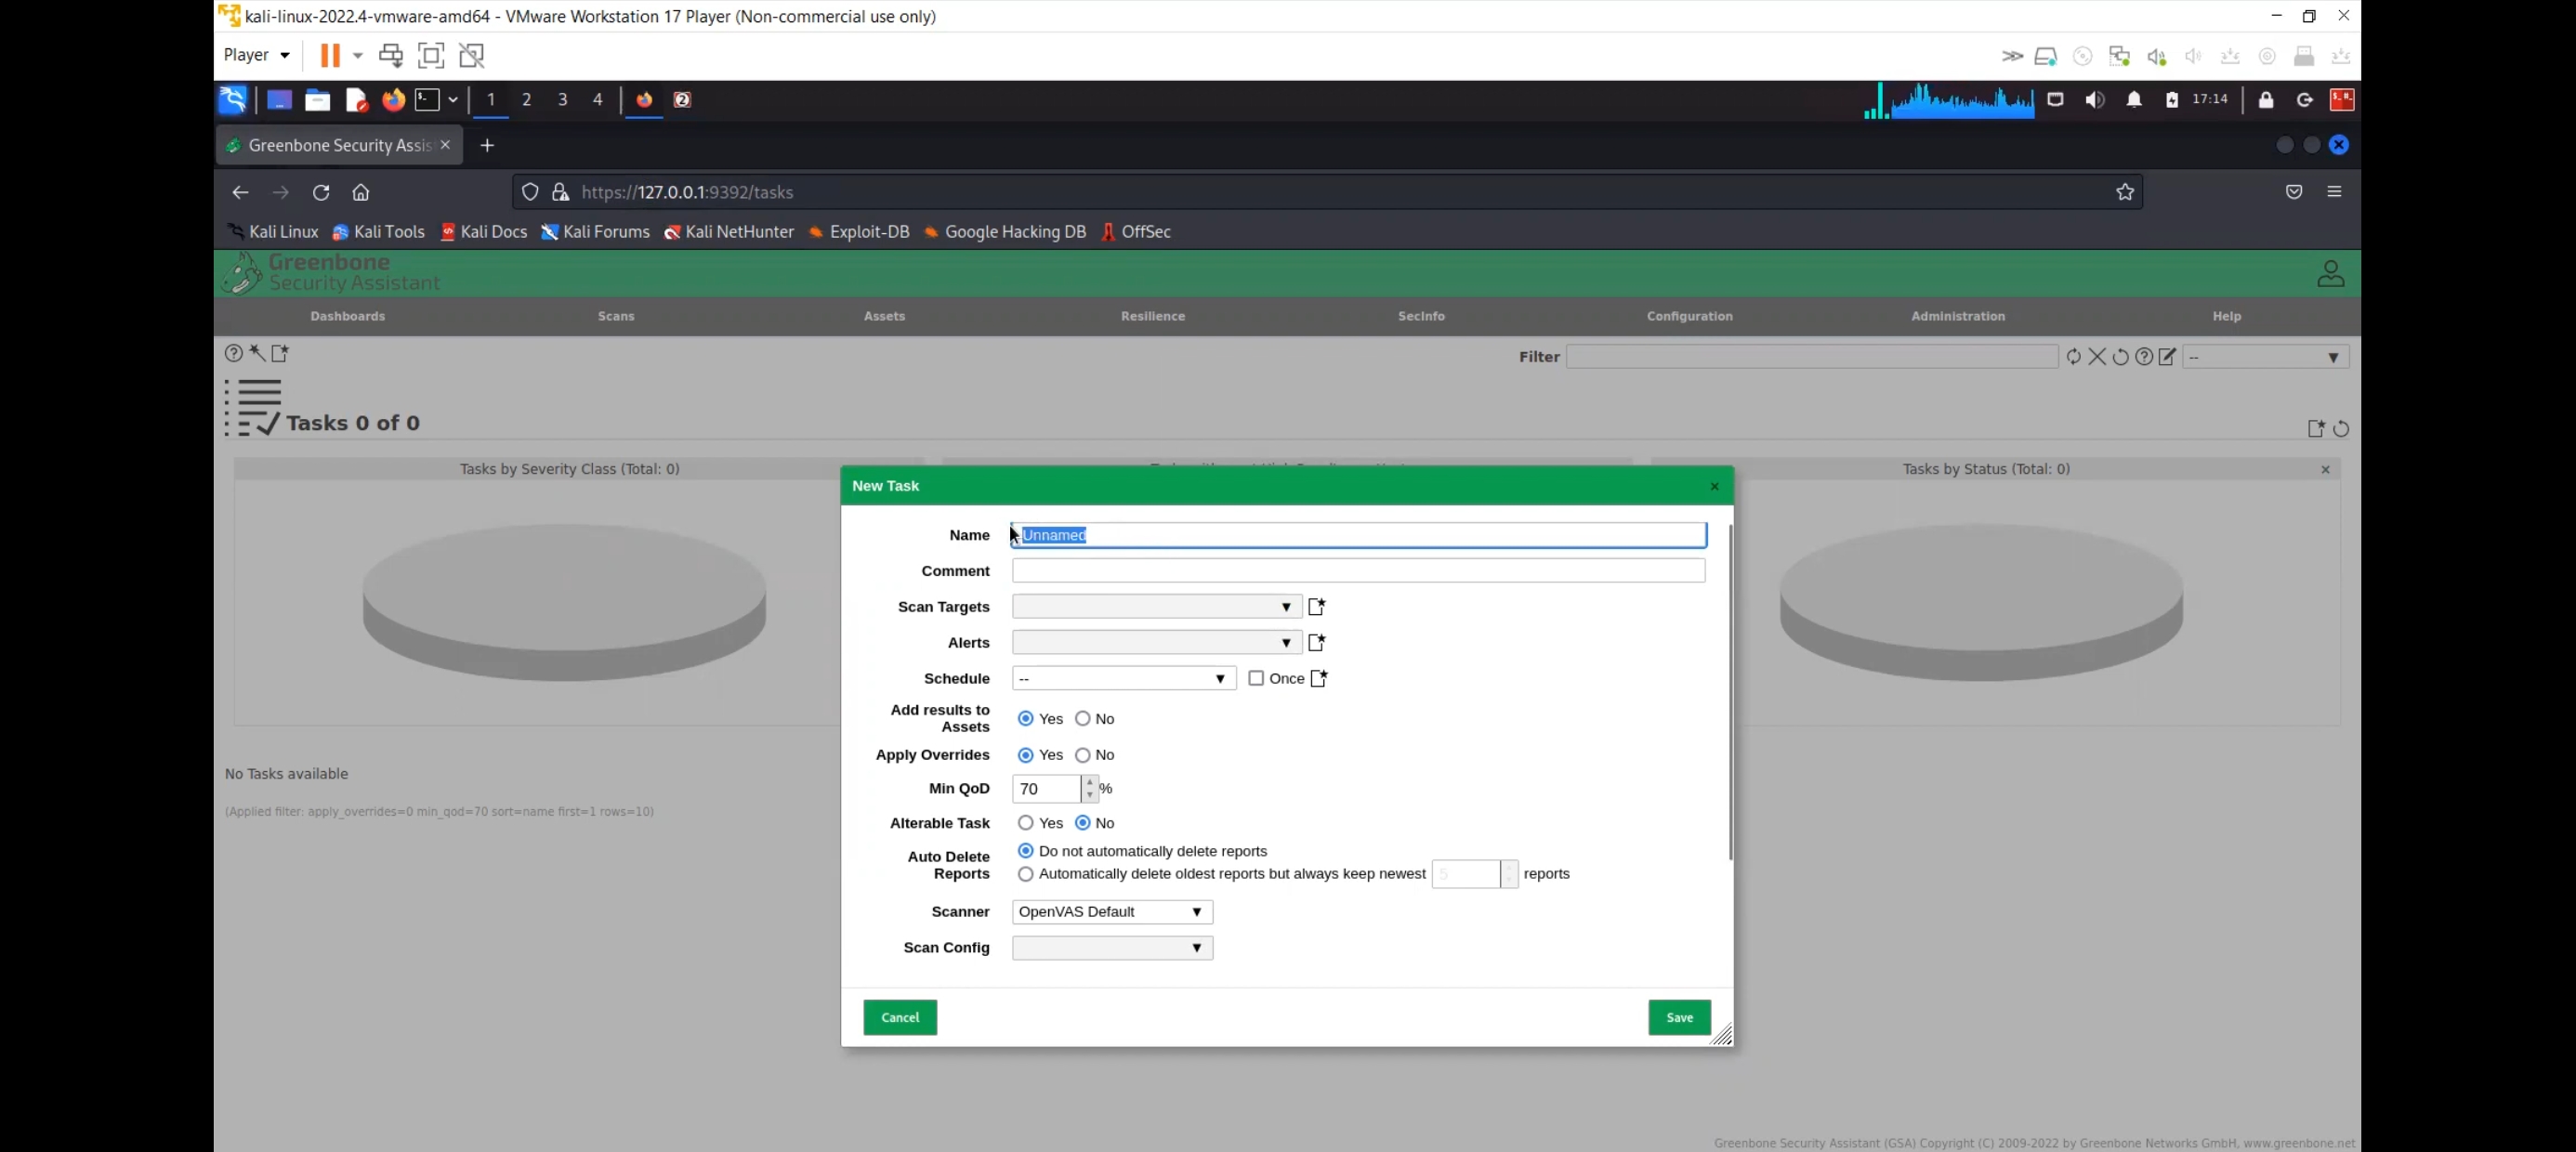 kali-linux-2022.4-vmware-amd64 - VMware Workstation 17 Player (Non-commercial use only)
Player
1 2 3 4
17:14
Greenbone Security Assis
https://127.0.0.1:9392/tasks
Kali Linux Kali Tools Kali Docs Kali Forums Kali NetHunter Exploit-DB Google Hacking DB OffSec
Greenbone
Security Assistant
Dashboards Scans Assets Resilience SecInfo Configuration Administration Help
Filter --
Tasks 0 of 0
Tasks by Severity Class (Total: 0)
Tasks by Status (Total: 0)
New Task
Name Unnamed
Comment
Scan Targets
Alerts
Schedule -- Once
Add results to
Assets
Yes No
Apply Overrides Yes No
Min QoD 70 %
Alterable Task Yes No
Auto Delete
Reports
Do not automatically delete reports
Automatically delete oldest reports but always keep newest 5 reports
Scanner OpenVAS Default
Scan Config
Cancel Save
No Tasks available
(Applied filter: apply_overrides=0 min_qod=70 sort=name first=1 rows=10)
Greenbone Security Assistant (GSA) Copyright (C) 2009-2022 by Greenbone Networks GmbH, www.greenbone.net